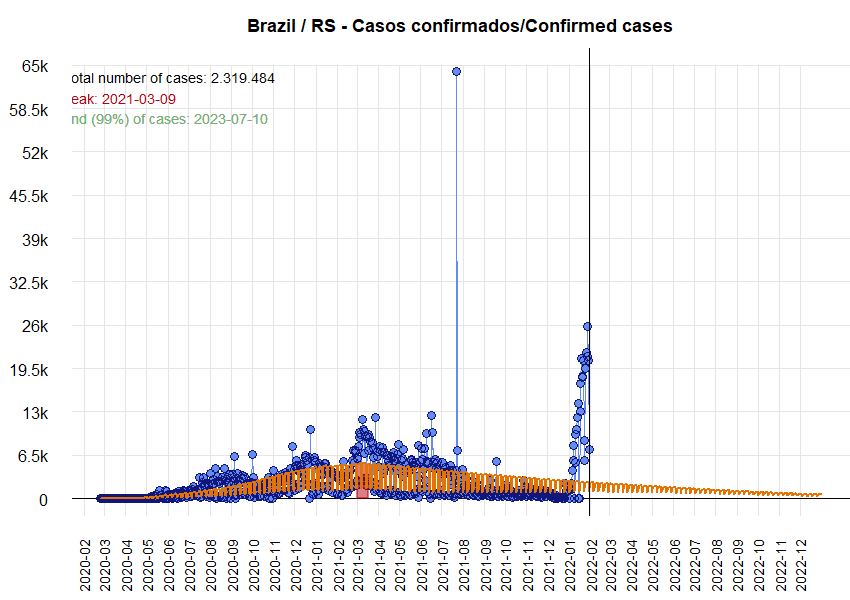 Brazil / RS - Casos confirmados/Confirmed cases
65k
otal number of cases: 2.319.484
eak: 2021-03-09
58.5k
nd (99%) of cases: 2023-07-10
52k
45.5k
39k
32.5k
26k
19.5k
13k
6.5k
0
2020-02
2020-03
2020-04
2020-05
2020-06
2020-07
2020-08
2020-09
2020-10
2020-11
2020-12
2021-01
2021-02
2021-03
2021-04
2021-05
2021-06
2021-07
2021-08
2021-09
2021-10
2021-11
2021-12
2022-01
2022-02
2022-03
2022-04
2022-05
2022-06
2022-07
2022-08
2022-09
2022-10
2022-11
2022-12